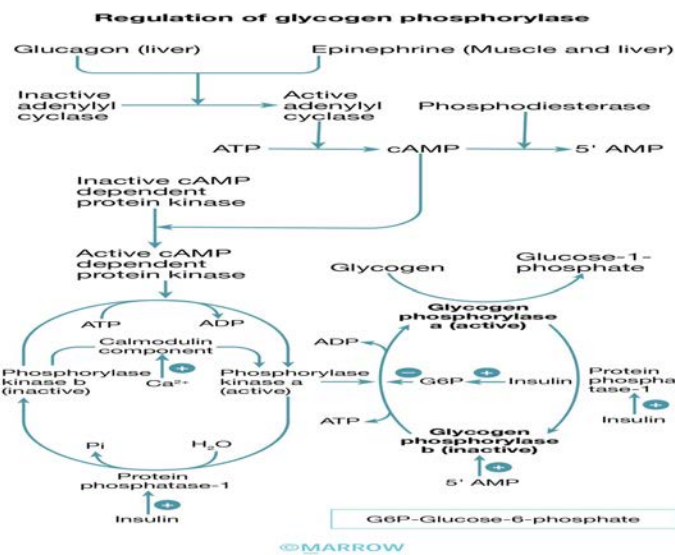 Regulation of glycogen phosphorylase
Glucagon (liver)
Epinephrine (Muscle and liver)
Inactive
adenylyl
cyclase
Active
adenylyl
cyclase
Phosphodiesterase
ATP
cAMP
5' AMP
Inactive cAMP
dependent
protein kinase
Active cAMP
dependent
protein kinase
Glycogen
Glucose-1-
phosphate
Glycogen
phosphorylase
a (active)
ATP
ADP
Calmodulin
component
Ca²⁺
+
Phosphorylase
kinase b
(inactive)
Phosphorylase
kinase a
(active)
ADP
ATP
−
G6P
+
Insulin
Protein
phospha
tase-1
+
Insulin
Glycogen
phosphorylase
b (inactive)
+
5' AMP
Pi
H₂O
Protein
phosphatase-1
+
Insulin
G6P-Glucose-6-phosphate
©MARROW